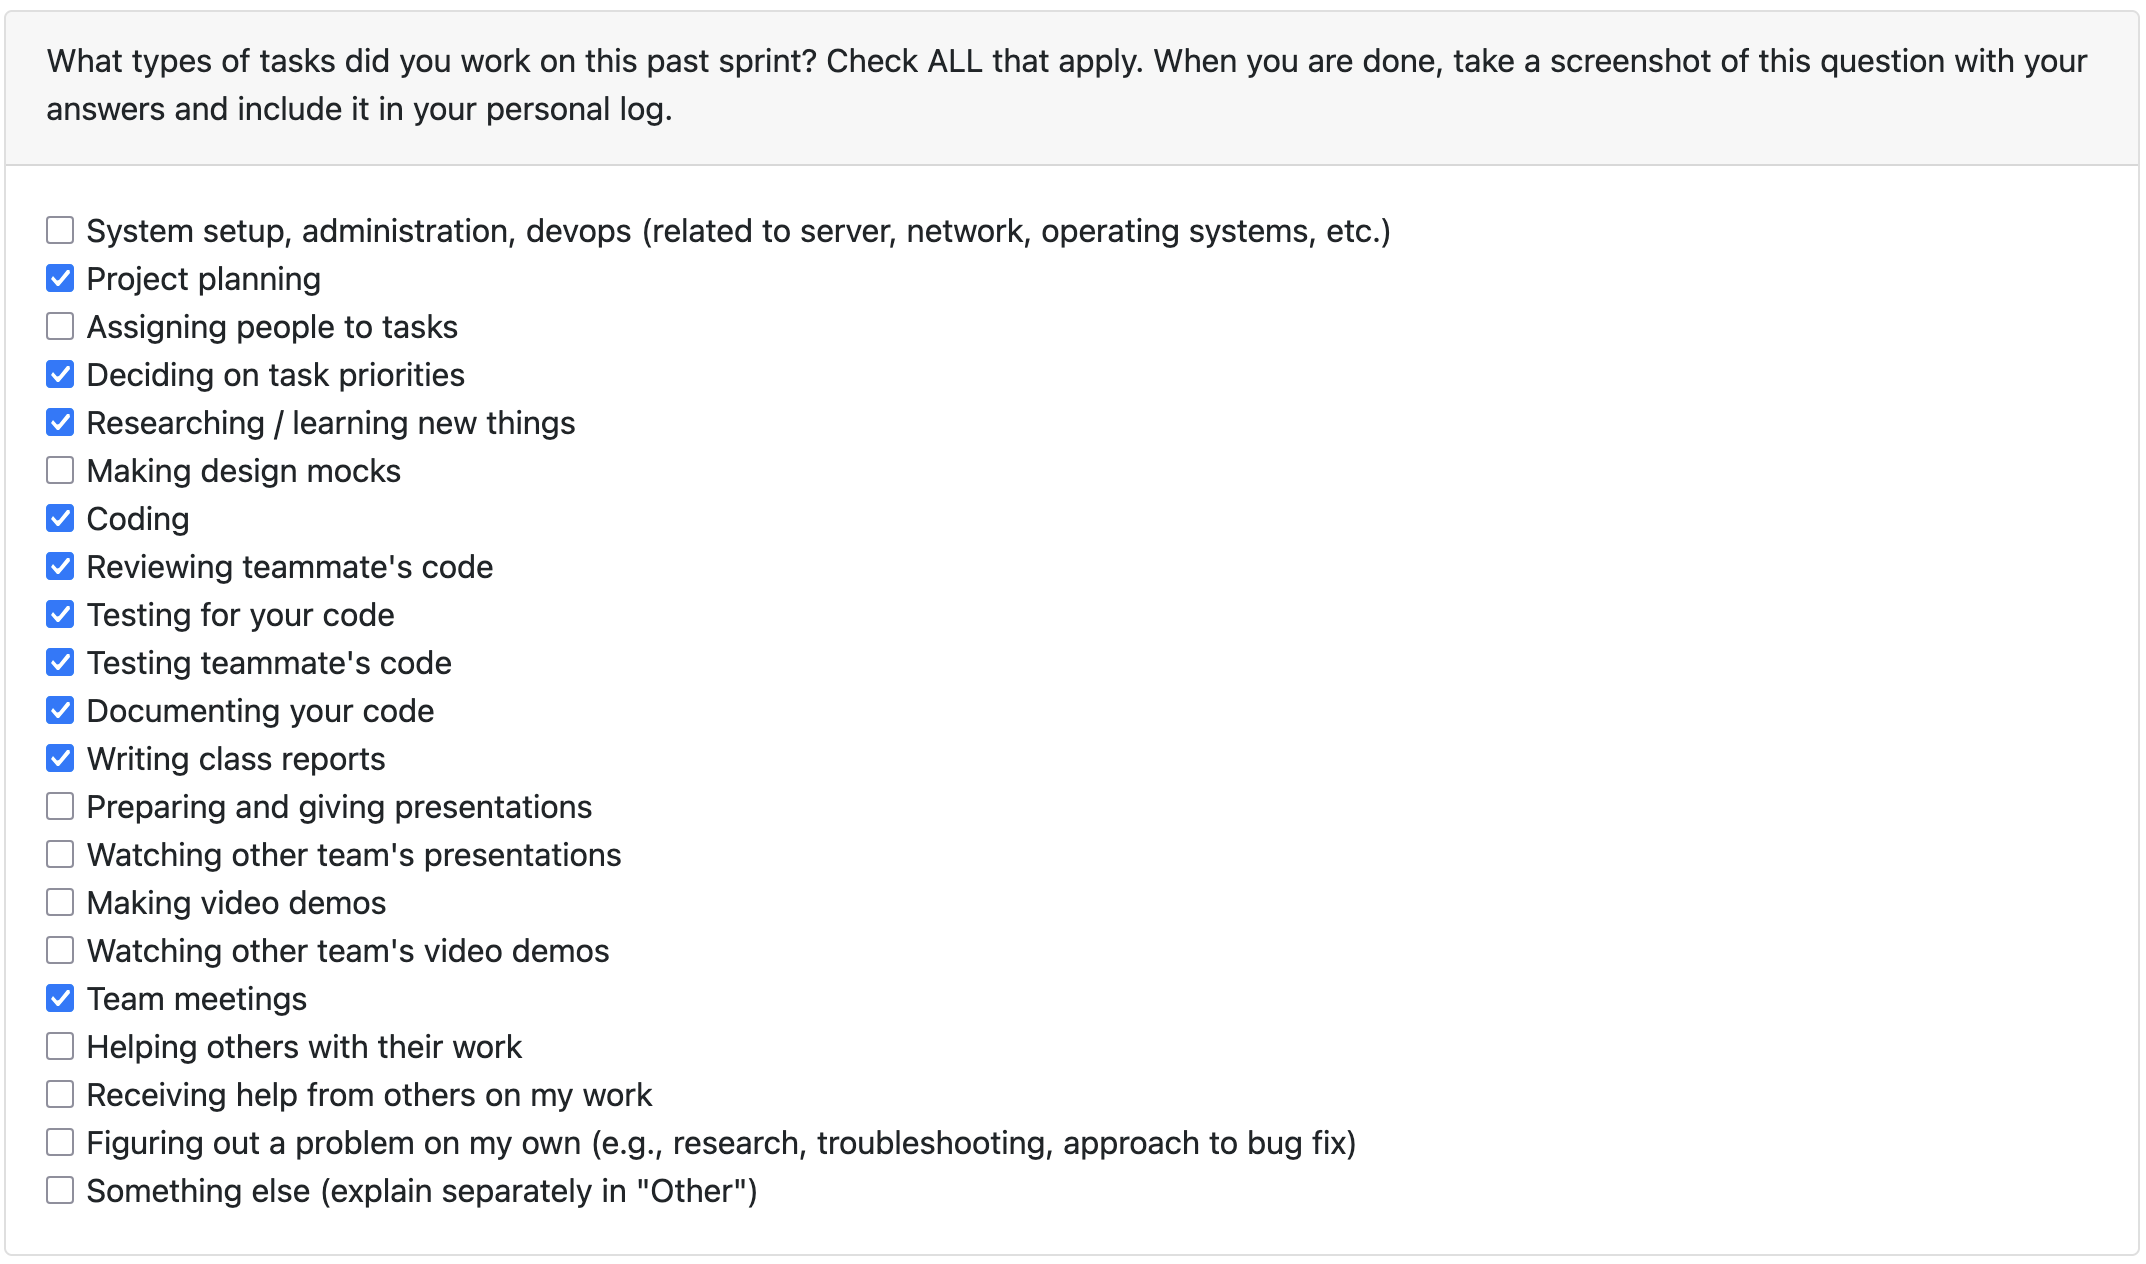 What types of tasks did you work on this past sprint? Check ALL that apply. When you are done, take a screenshot of this question with your
answers and include it in your personal log.
System setup, administration, devops (related to server, network, operating systems, etc.)
Project planning
Assigning people to tasks
Deciding on task priorities
Researching / learning new things
Making design mocks
Coding
Reviewing teammate's code
Testing for your code
Testing teammate's code
Documenting your code
Writing class reports
Preparing and giving presentations
Watching other team's presentations
Making video demos
Watching other team's video demos
Team meetings
Helping others with their work
Receiving help from others on my work
Figuring out a problem on my own (e.g., research, troubleshooting, approach to bug fix)
Something else (explain separately in "Other")